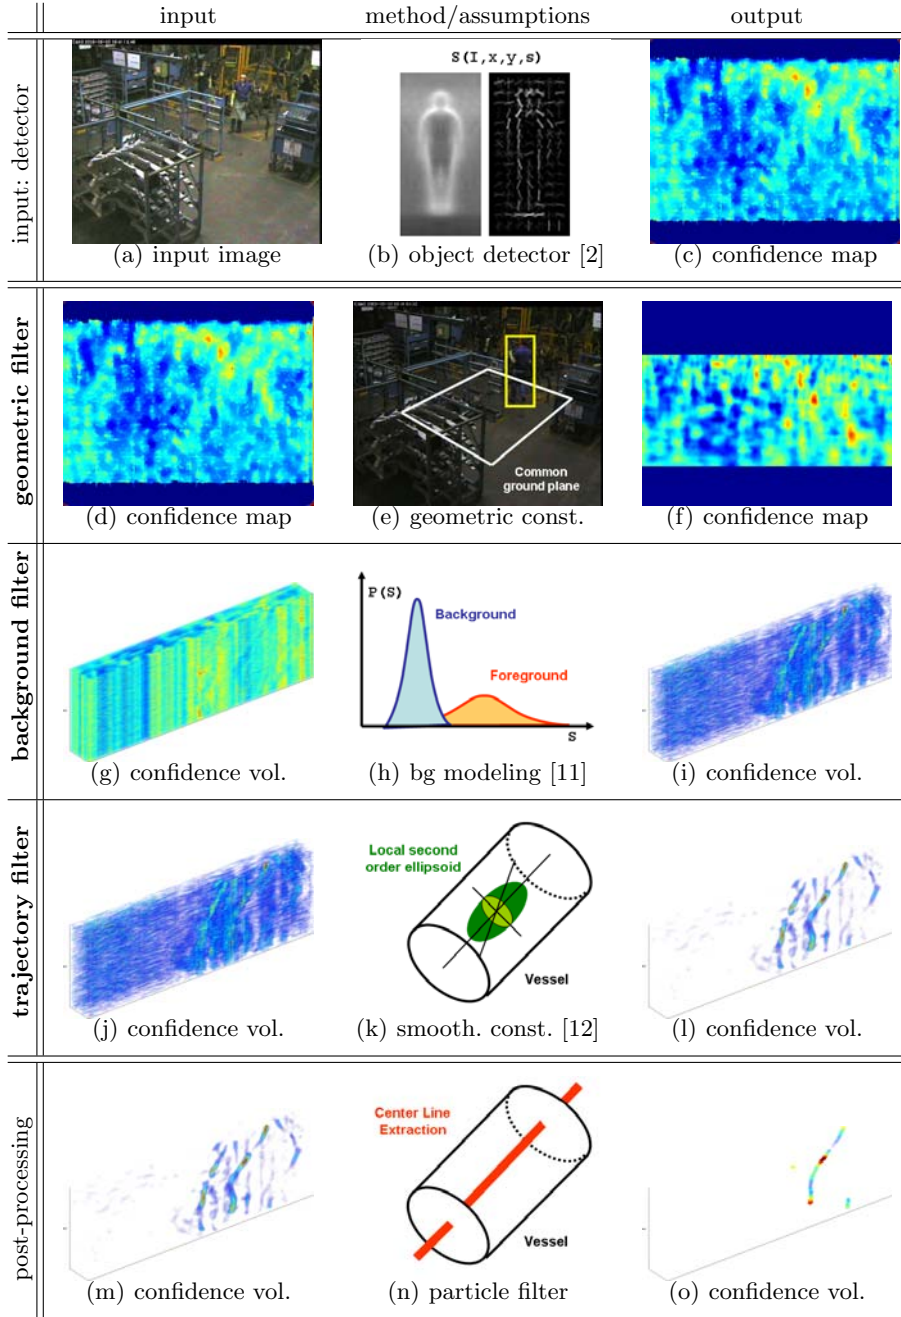 input method/assumptions output
input: detector
S(I,x,y,s)
(a) input image (b) object detector [2] (c) confidence map
geometric filter
Common
ground plane
(d) confidence map (e) geometric const. (f) confidence map
background filter
P(S)
Background
Foreground
S
(g) confidence vol. (h) bg modeling [11] (i) confidence vol.
trajectory filter
Local second
order ellipsoid
Vessel
(j) confidence vol. (k) smooth. const. [12] (l) confidence vol.
post-processing
Center Line
Extraction
Vessel
(m) confidence vol. (n) particle filter (o) confidence vol.